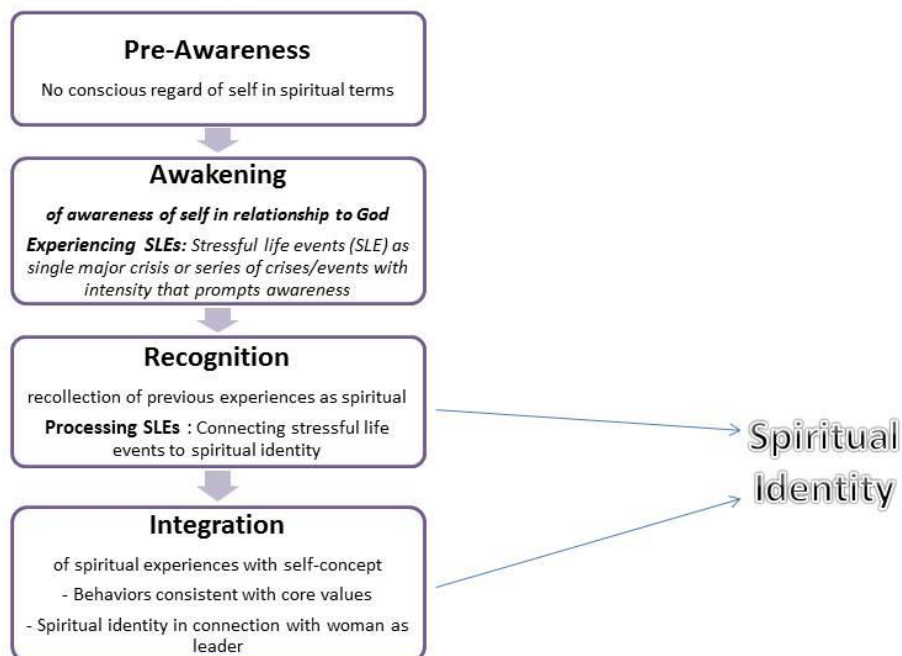 Pre-Awareness
No conscious regard of self in spiritual terms
Awakening
of awareness of self in relationship to God
Experiencing SLEs: Stressful life events (SLE) as
single major crisis or series of crises/events with
intensity that prompts awareness
Recognition
recollection of previous experiences as spiritual
Processing SLEs : Connecting stressful life
events to spiritual identity
Integration
of spiritual experiences with self-concept
- Behaviors consistent with core values
- Spiritual identity in connection with woman as
leader
Spiritual
Identity